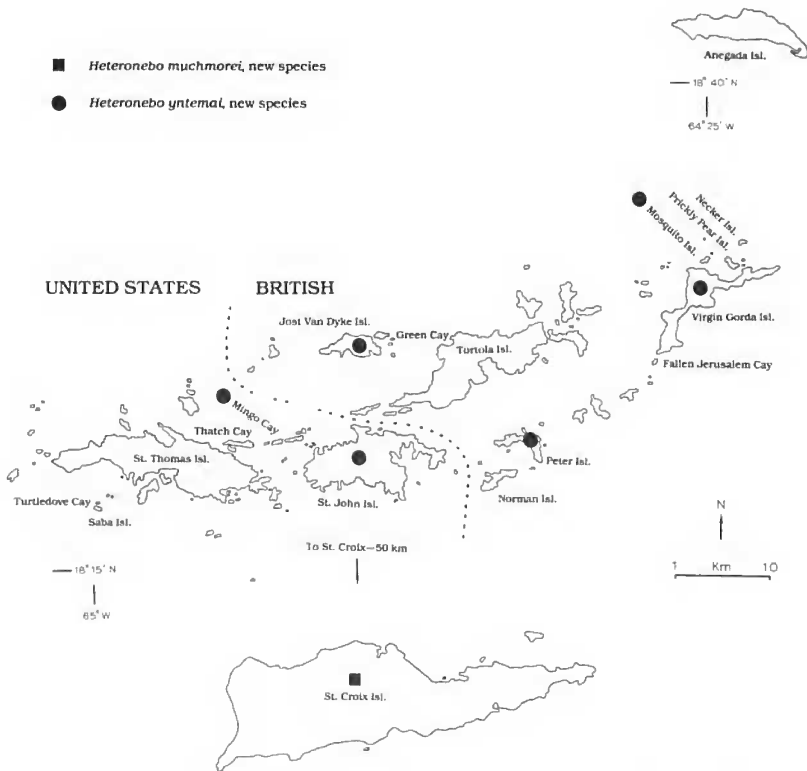 Anegada Isl.
Heteronebo muchmorei, new species
18° 40' N
64° 25' W
Heteronebo yntemai, new species
Necker Isl.
Prickly Pear Isl.
Mosquito Isl.
UNITED STATES
BRITISH
Virgin Gorda Isl.
Jost Van Dyke Isl.
Green Cay
Tortola Isl.
Fallen Jerusalem Cay
Mingo Cay
Thatch Cay
St. Thomas Isl.
Peter Isl.
St. John Isl.
Norman Isl.
Turtledove Cay
Saba Isl.
N
To St. Croix—50 km
18° 15' N
65° W
1 Km 10
St. Croix Isl.